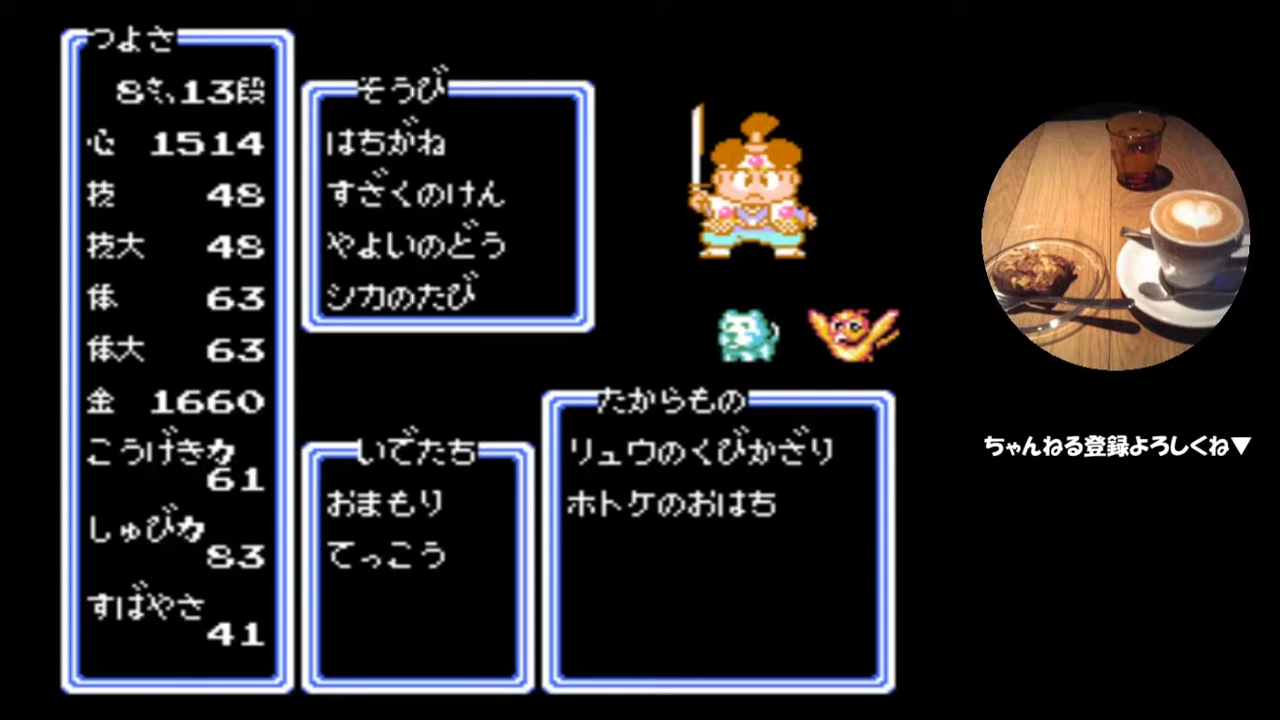 つよさ
8さい13段
心 1514
技 48
技大 48
体 63
体大 63
金 1660
こうげき力
61
しゅび力
83
すばやさ
41
そうび
はちがね
すざくのけん
やよいのどう
シカのたび
いでたち
おまもり
てっこう
たからもの
リュウのくびかざり
ホトケのおはち
ちゃんねる登録よろしくね▼